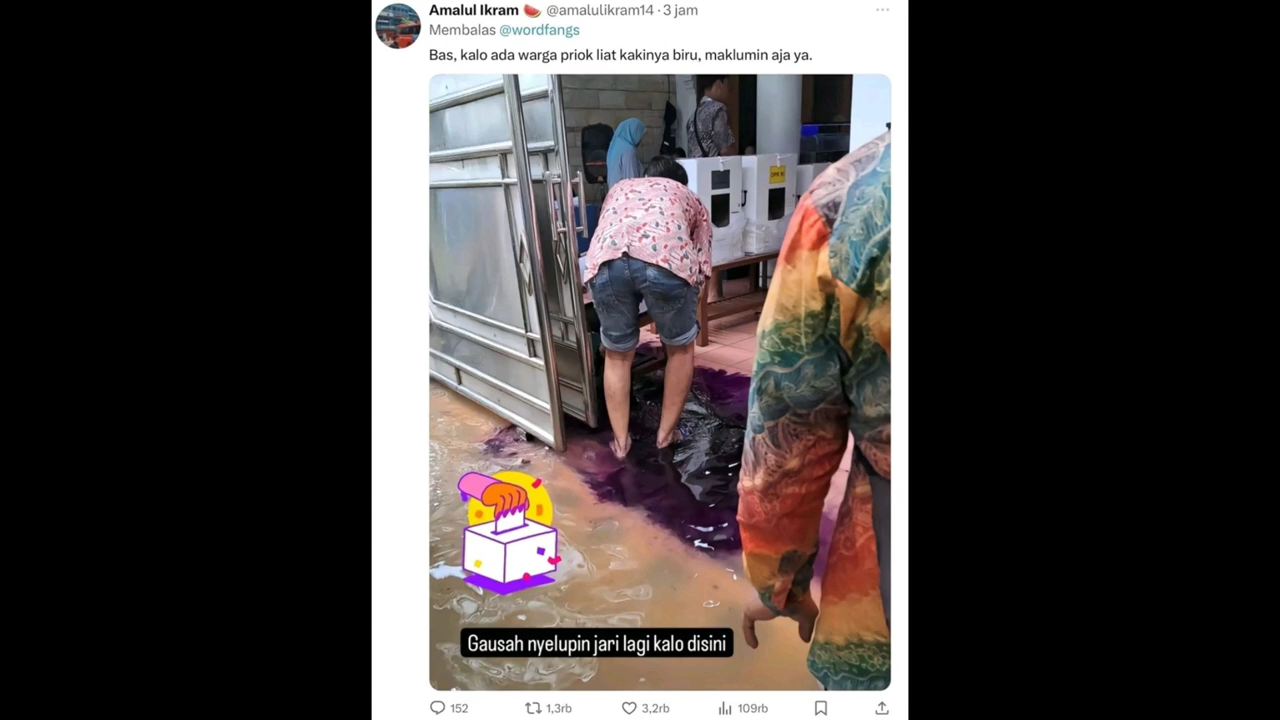 Amalul Ikram 🍉 @amalulikram14 · 3 jam
Membalas @wordfangs
Bas, kalo ada warga priok liat kakinya biru, maklumin aja ya.
Gausah nyelupin jari lagi kalo disini
152 1,3rb 3,2rb 109rb